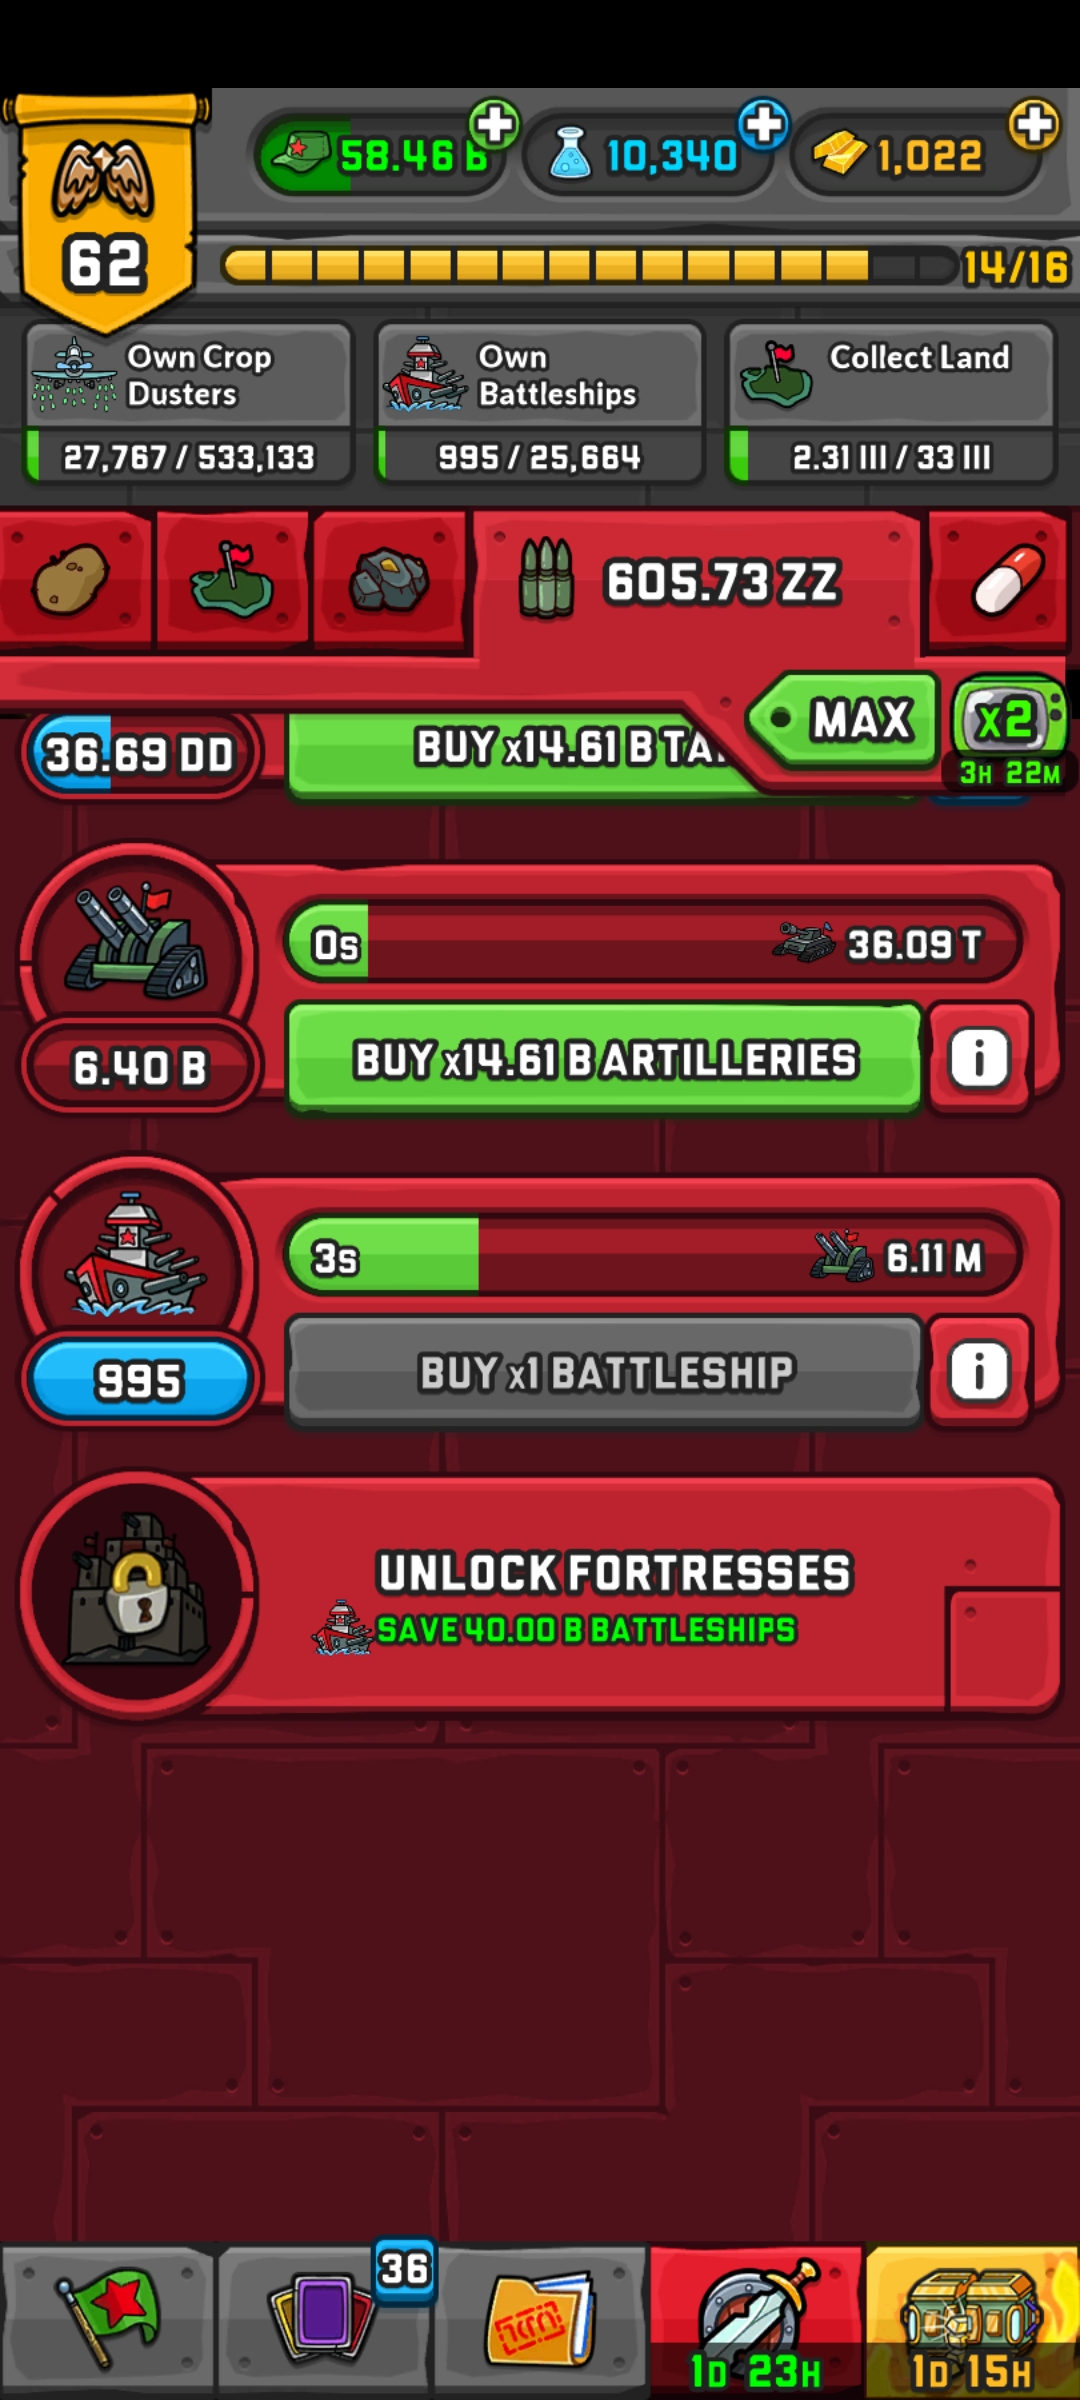 58.46 B
10,340
1,022
62
14/16
Own Crop
Dusters
27,767 / 533,133
Own
Battleships
995 / 25,664
Collect Land
2.31 III / 33 III
605.73 ZZ
MAX
x2
3H 22M
36.69 DD
BUY x14.61 B TA
0s
36.09 T
6.40 B
BUY x14.61 B ARTILLERIES
i
3s
6.11 M
995
BUY x1 BATTLESHIP
i
UNLOCK FORTRESSES
SAVE 40.00 B BATTLESHIPS
36
1D 23H
1D 15H